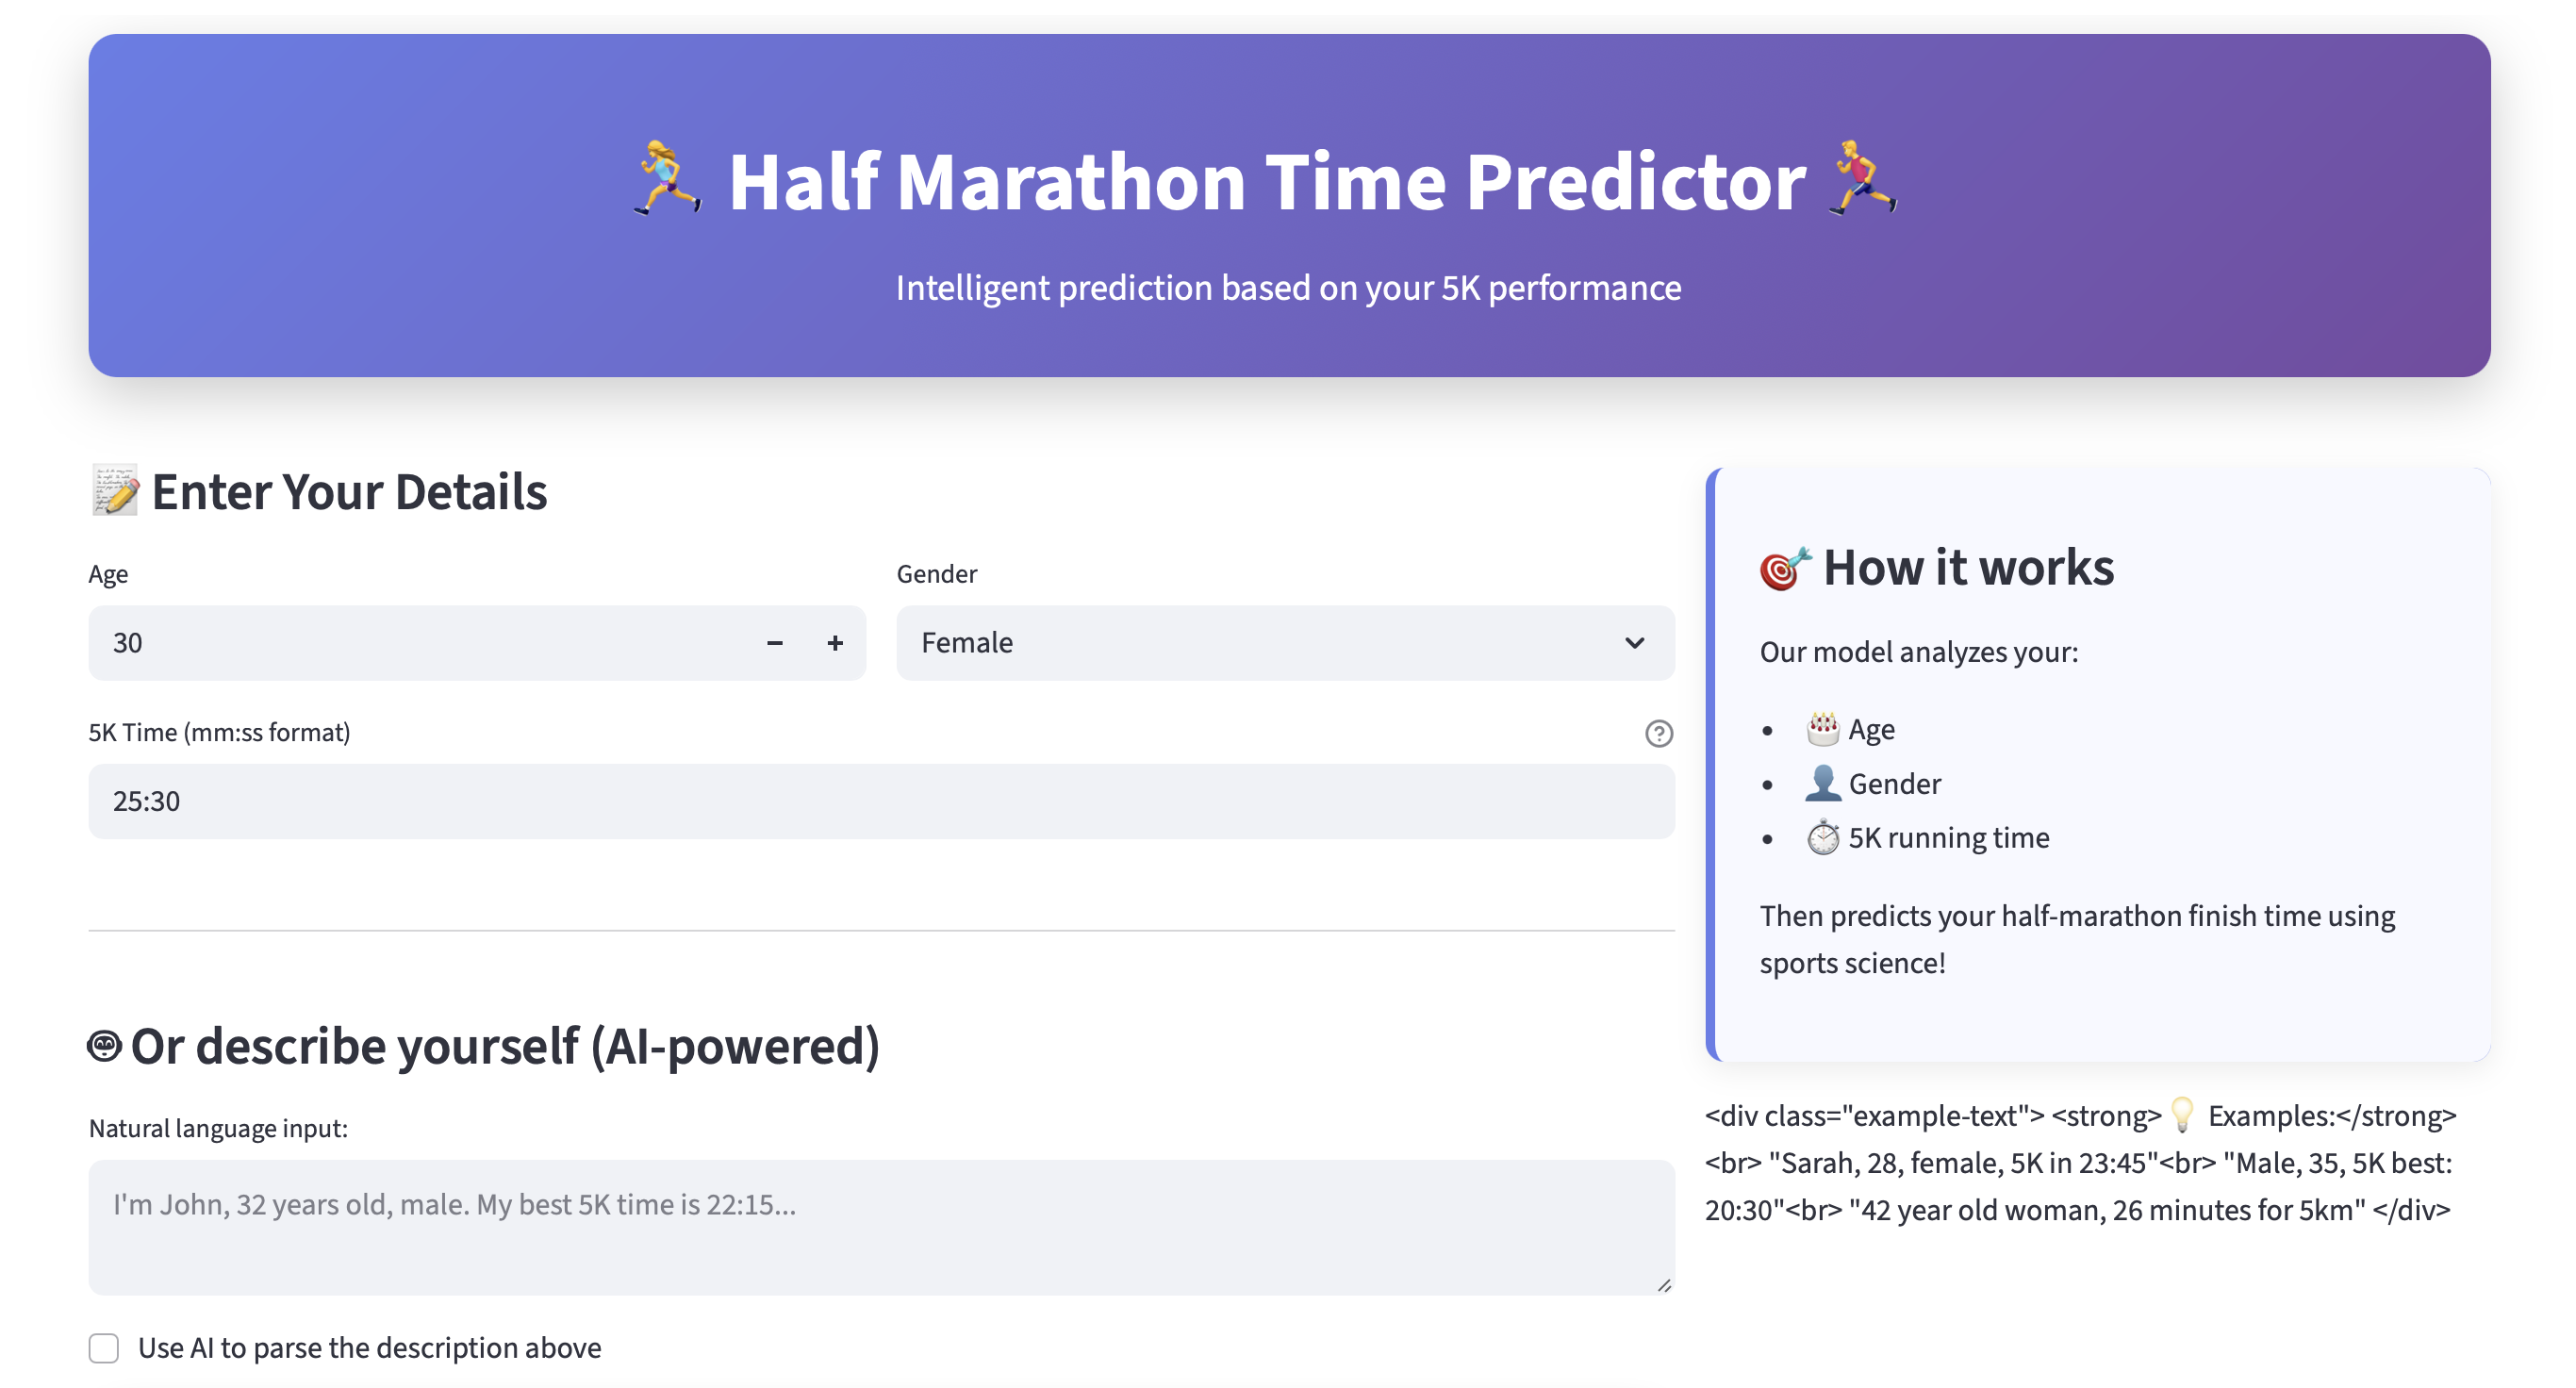 🏃‍♀️ Half Marathon Time Predictor 🏃‍♂️
Intelligent prediction based on your 5K performance
📝 Enter Your Details
Age
30
Gender
Female
5K Time (mm:ss format)
25:30
Or describe yourself (AI-powered)
Natural language input:
I'm John, 32 years old, male. My best 5K time is 22:15...
Use AI to parse the description above
🎯 How it works
Our model analyzes your:
• 🎂 Age
• 👤 Gender
• ⏱️ 5K running time
Then predicts your half-marathon finish time using
sports science!
<div class="example-text"> <strong>💡 Examples:</strong>
<br> "Sarah, 28, female, 5K in 23:45"<br> "Male, 35, 5K best:
20:30"<br> "42 year old woman, 26 minutes for 5km" </div>